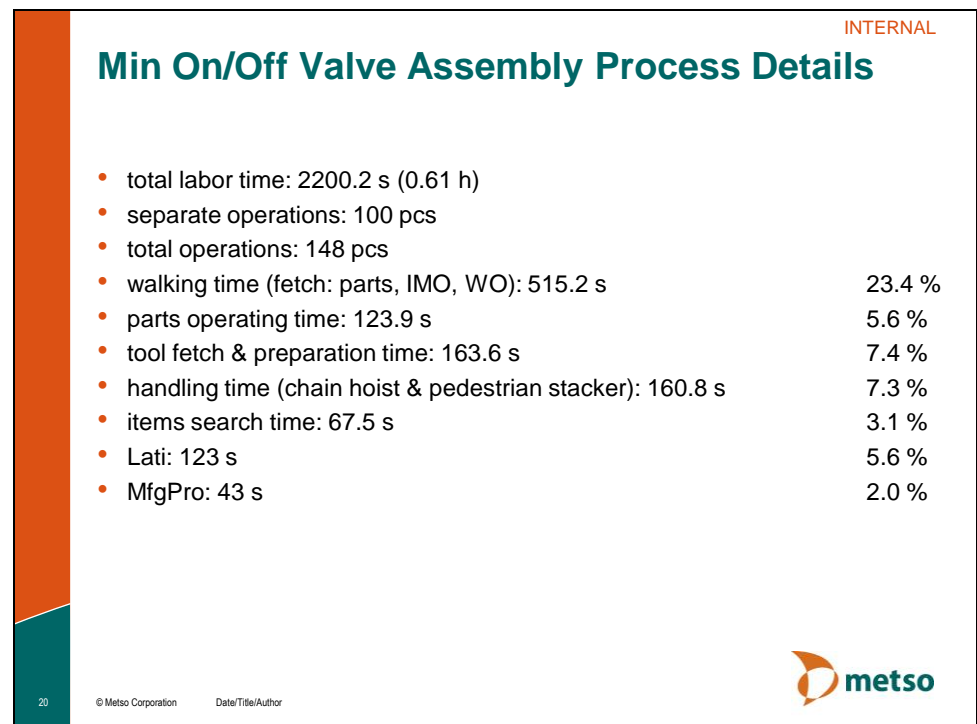 INTERNAL
Min On/Off Valve Assembly Process Details
• total labor time: 2200.2 s (0.61 h)
• separate operations: 100 pcs
• total operations: 148 pcs
• walking time (fetch: parts, IMO, WO): 515.2 s 23.4 %
• parts operating time: 123.9 s 5.6 %
• tool fetch & preparation time: 163.6 s 7.4 %
• handling time (chain hoist & pedestrian stacker): 160.8 s 7.3 %
• items search time: 67.5 s 3.1 %
• Lati: 123 s 5.6 %
• MfgPro: 43 s 2.0 %
metso
20 © Metso Corporation Date/Title/Author